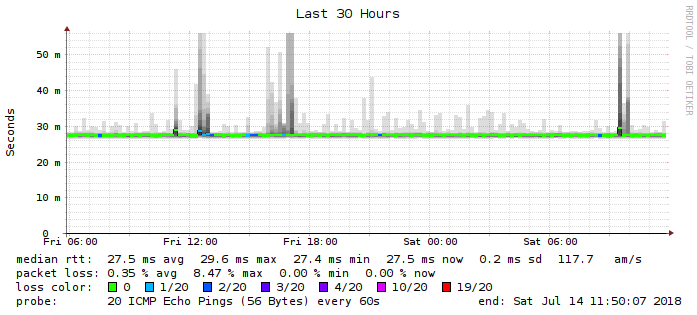 Last 30 Hours
RRDTOOL / TOBI OETIKER
Seconds
50 m
40 m
30 m
20 m
10 m
0
Fri 06:00 Fri 12:00 Fri 18:00 Sat 00:00 Sat 06:00
median rtt: 27.5 ms avg 29.6 ms max 27.4 ms min 27.5 ms now 0.2 ms sd 117.7 am/s
packet loss: 0.35 % avg 8.47 % max 0.00 % min 0.00 % now
loss color: 0 1/20 2/20 3/20 4/20 10/20 19/20
probe: 20 ICMP Echo Pings (56 Bytes) every 60s end: Sat Jul 14 11:50:07 2018